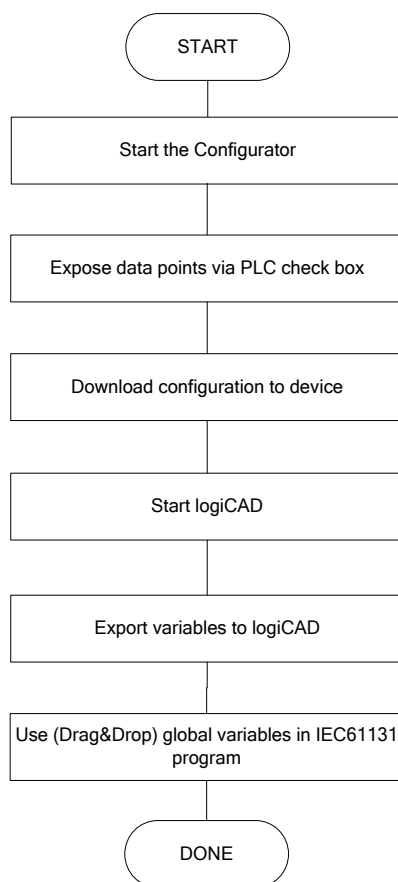 START
Start the Configurator
Expose data points via PLC check box
Download configuration to device
Start logiCAD
Export variables to logiCAD
Use (Drag&Drop) global variables in IEC61131
program
DONE